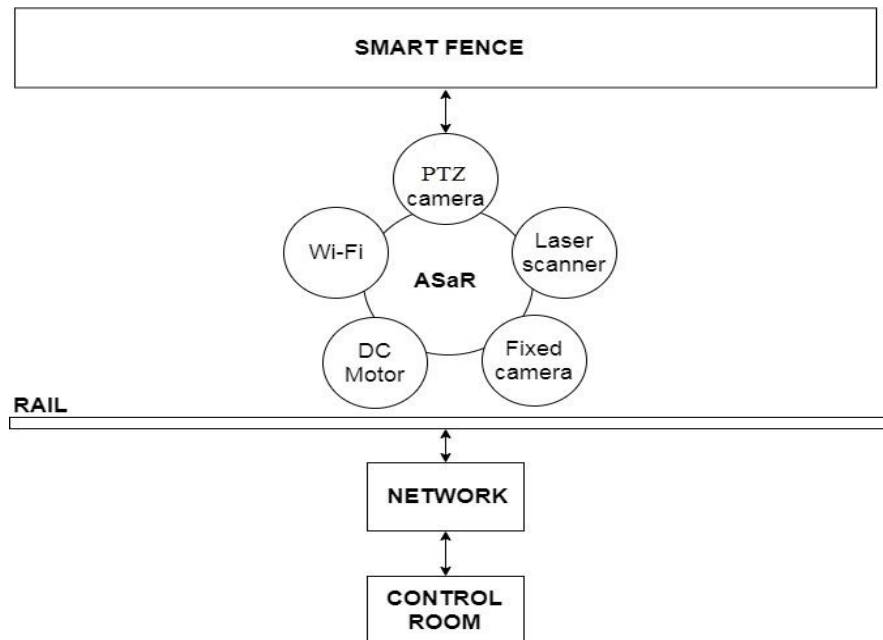 SMART FENCE
PTZ
camera
Wi-Fi
Laser
scanner
ASaR
DC
Motor
Fixed
camera
RAIL
NETWORK
CONTROL
ROOM